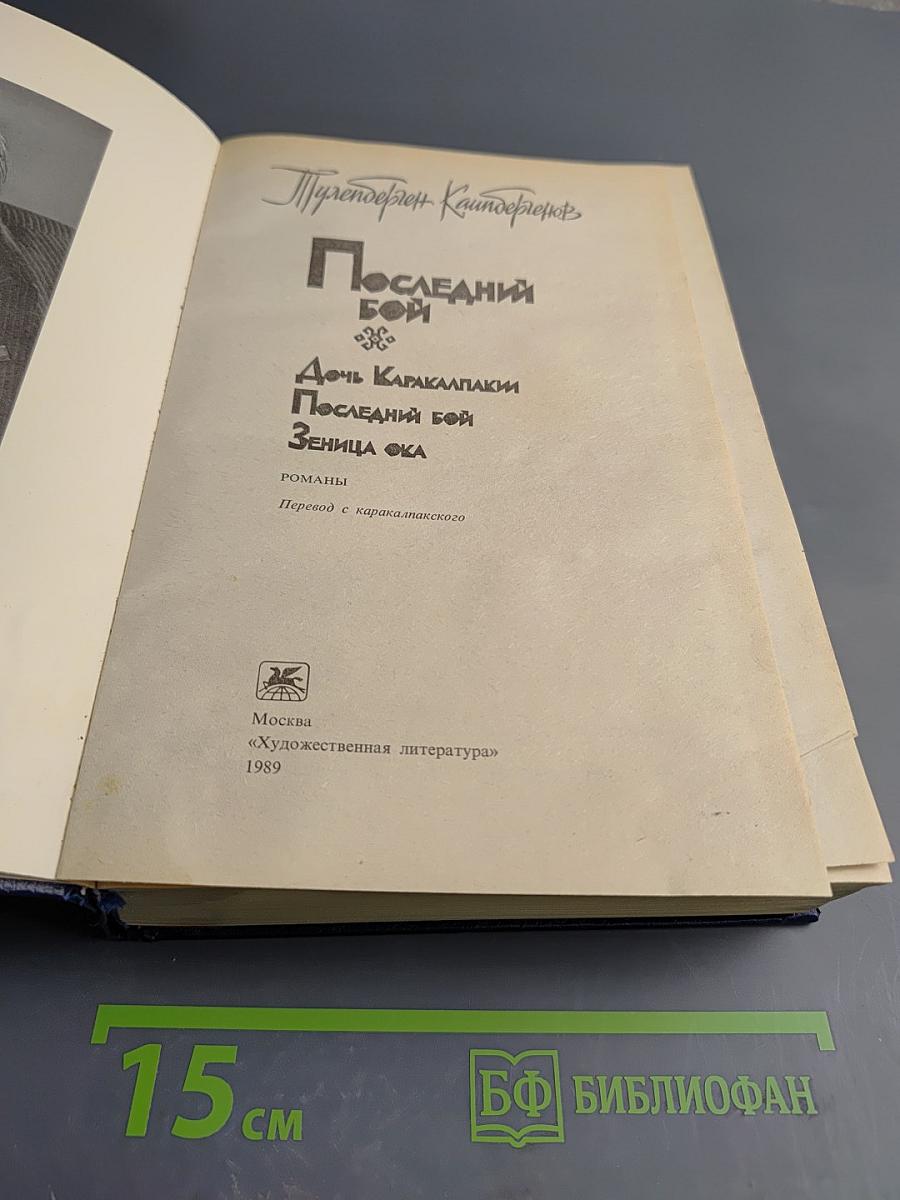 Тулепберген Каипбергенов
Последний
бой
Дочь Каракалпакии
Последний бой
Зеница ока
РОМАНЫ
Перевод с каракалпакского
Москва
«Художественная литература»
1989
15 см
БФ БИБЛИОФАН